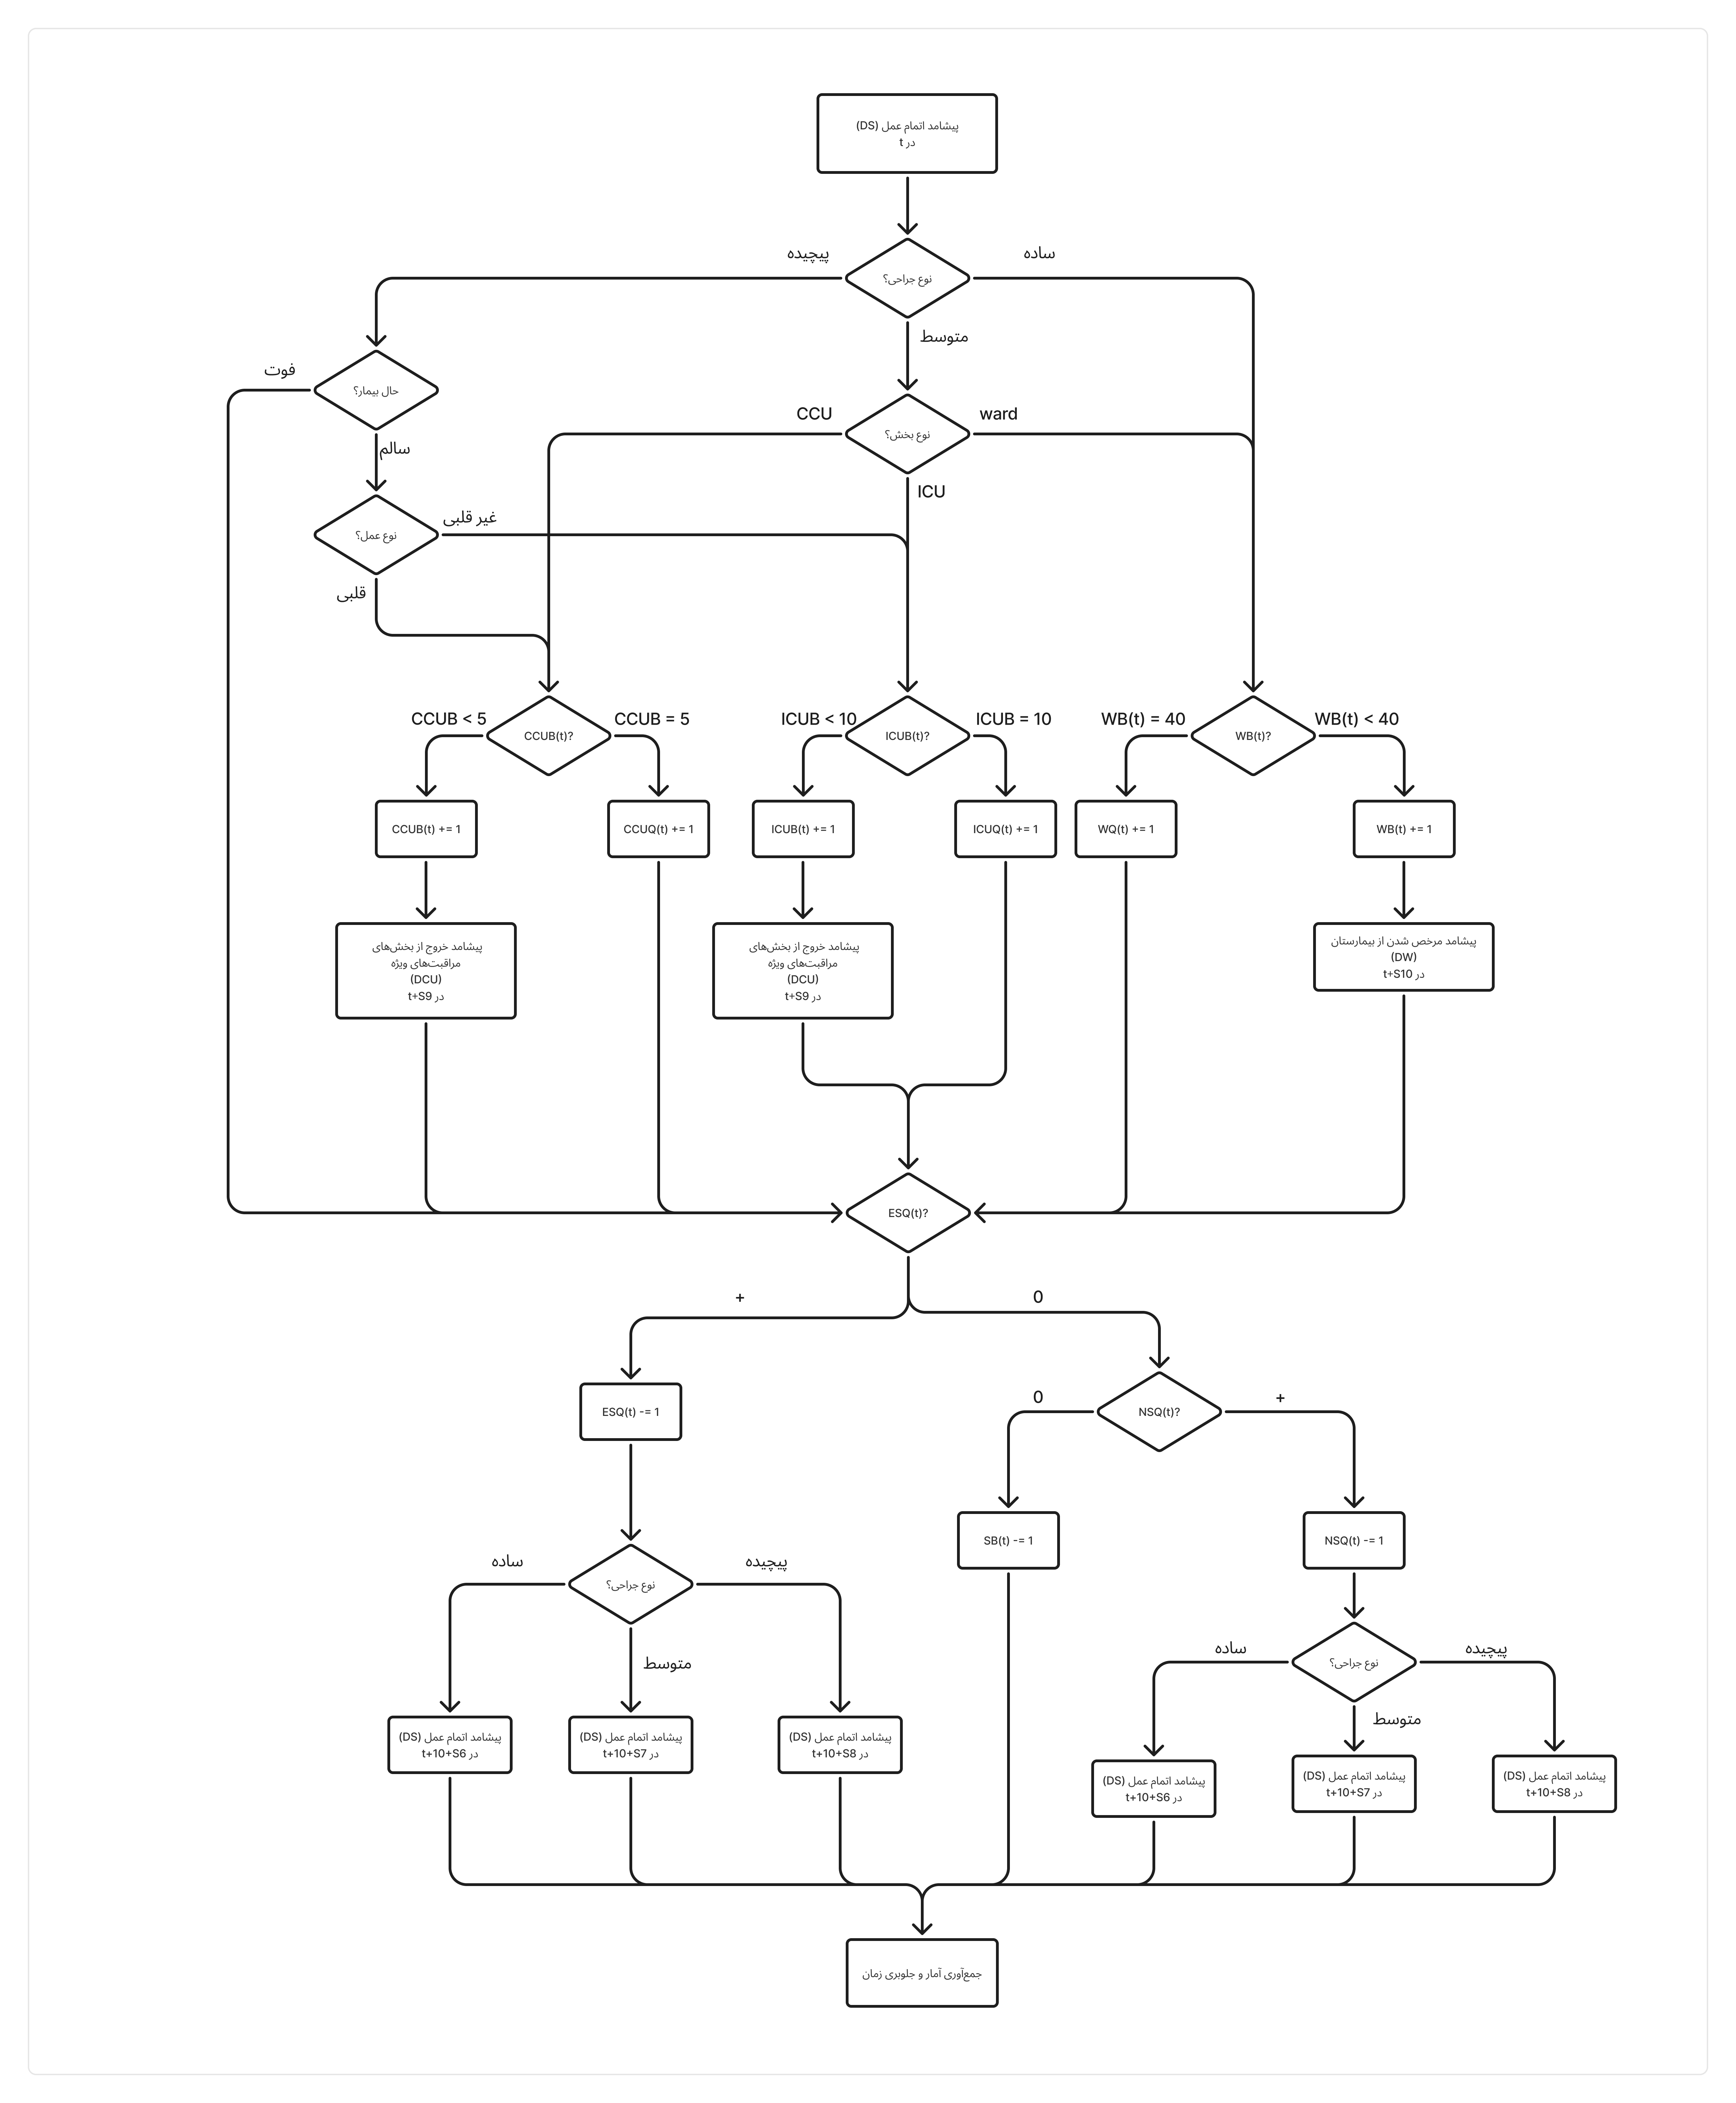 پیشامد اتمام عمل (DS)
در t
نوع جراحی؟
پیچیده
ساده
متوسط
حال بیمار؟
فوت
سالم
نوع بخش؟
CCU
ward
ICU
نوع عمل؟
غیر قلبی
قلبی
CCUB(t)?
CCUB < 5
CCUB = 5
ICUB(t)?
ICUB < 10
ICUB = 10
WB(t)?
WB(t) = 40
WB(t) < 40
CCUB(t) += 1
CCUQ(t) += 1
ICUB(t) += 1
ICUQ(t) += 1
WQ(t) += 1
WB(t) += 1
پیشامد خروج از بخش‌های
مراقبت‌های ویژه
(DCU)
در t+S9
پیشامد خروج از بخش‌های
مراقبت‌های ویژه
(DCU)
در t+S9
پیشامد مرخص شدن از بیمارستان
(DW)
در t+S10
ESQ(t)?
+
0
ESQ(t) -= 1
NSQ(t)?
0
+
SB(t) -= 1
NSQ(t) -= 1
نوع جراحی؟
ساده
پیچیده
متوسط
نوع جراحی؟
ساده
پیچیده
متوسط
پیشامد اتمام عمل (DS)
در t+10+S6
پیشامد اتمام عمل (DS)
در t+10+S7
پیشامد اتمام عمل (DS)
در t+10+S8
پیشامد اتمام عمل (DS)
در t+10+S6
پیشامد اتمام عمل (DS)
در t+10+S7
پیشامد اتمام عمل (DS)
در t+10+S8
جمع‌آوری آمار و جلوبری زمان